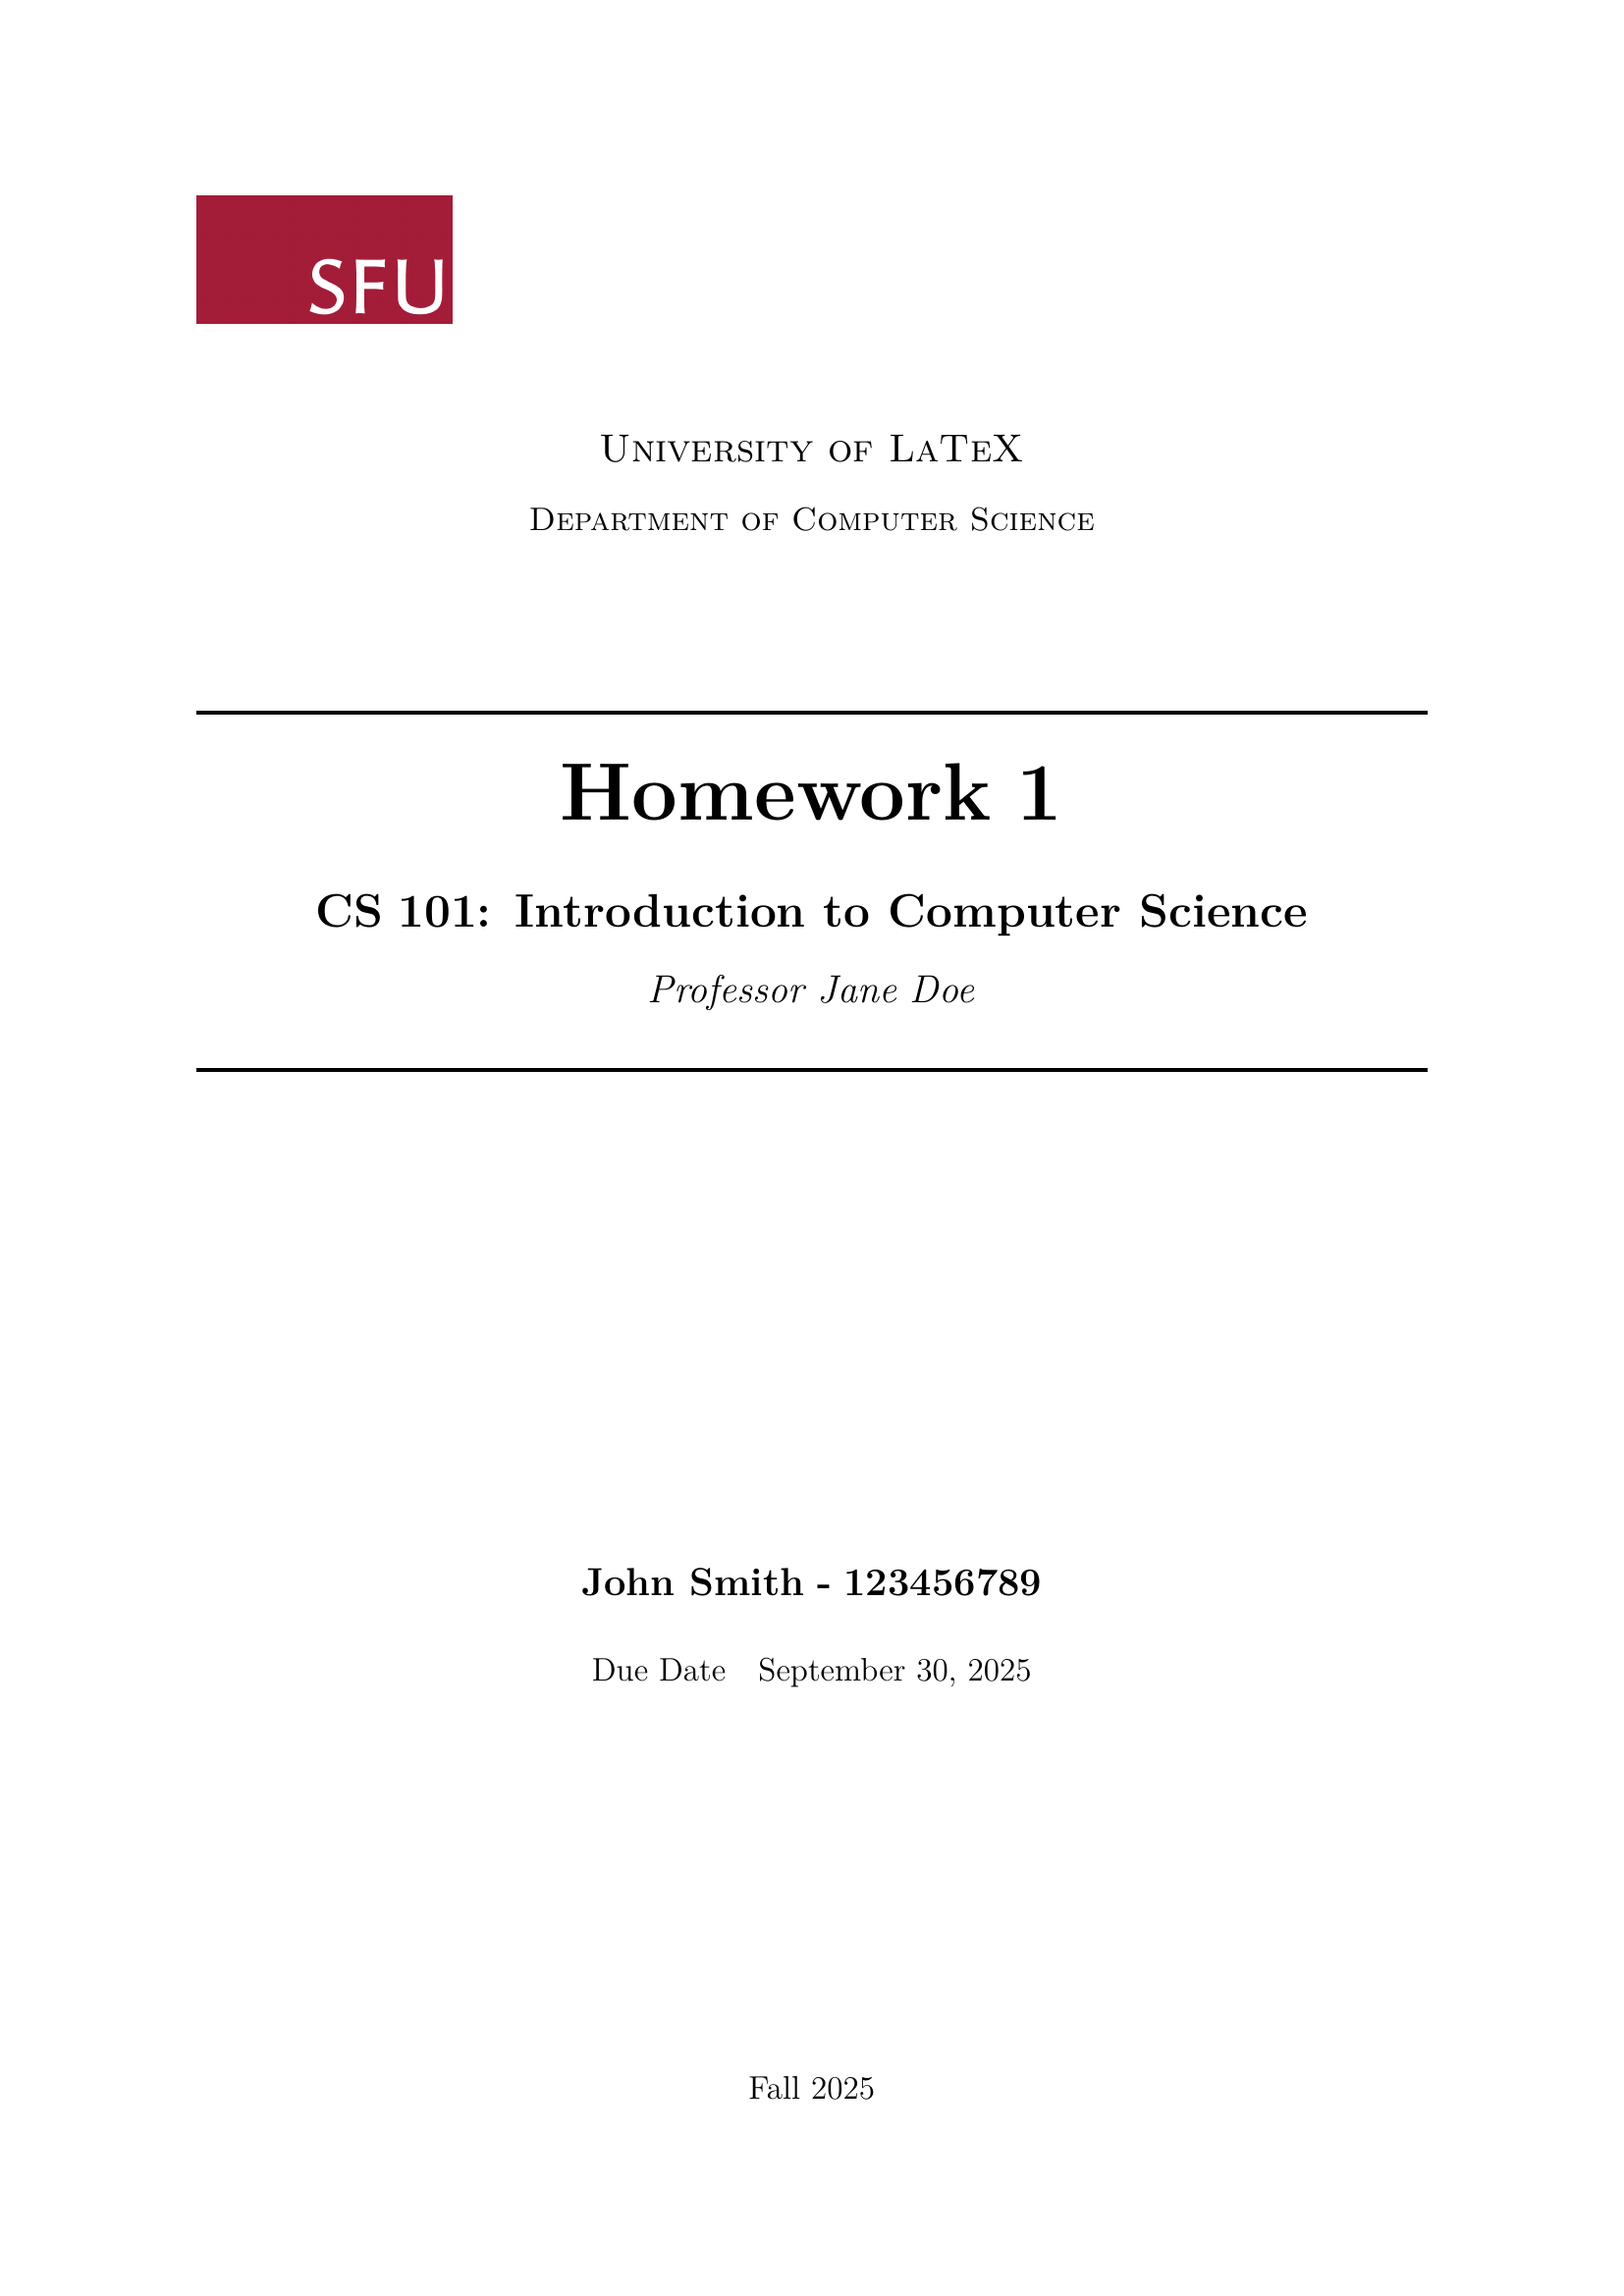 SFU
University of LaTeX
Department of Computer Science
Homework 1
CS 101: Introduction to Computer Science
Professor Jane Doe
John Smith - 123456789
Due Date September 30, 2025
Fall 2025